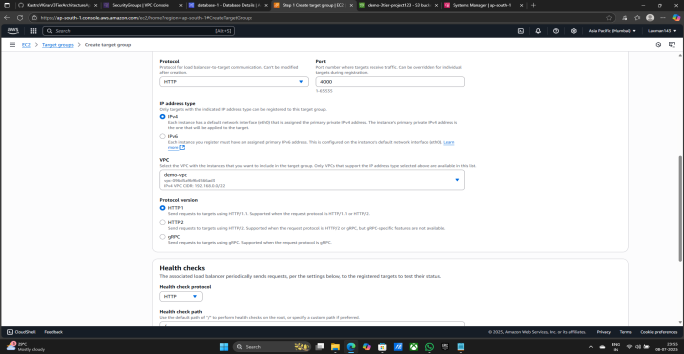 KastroVKiran/3TierArchitectureA
SecurityGroups | VPC Console
database-1 - Database Details | A
Step 1 Create target group | EC2
demo-3tier-project123 - S3 buck
Systems Manager | ap-south-1
https://ap-south-1.console.aws.amazon.com/ec2/home?region=ap-south-1#CreateTargetGroup:
aws
Search
[Alt+S]
Asia Pacific (Mumbai)
EC2 > Target groups > Create target group
Protocol
Protocol for load balancer-to-target communication. Can't be modified
after creation.
HTTP
Port
Port number where targets receive traffic. Can be overridden for individual
targets during registration.
4000
1-65535
IP address type
Only targets with the indicated IP address type can be registered to this target group.
IPv4
Each instance has a default network interface (eth0) that is assigned the primary private IPv4 address. The instance's primary private IPv4 address is
the one that will be applied to the target.
IPv6
Each instance you register must have an assigned primary IPv6 address. This is configured on the instance's default network interface (eth0). Learn
more
VPC
Select the VPC with the instances that you want to include in the target group. Only VPCs that support the IP address type selected above are available in this list.
demo-vpc
IPv4 VPC CIDR: 192.168.0.0/22
Protocol version
HTTP1
Send requests to targets using HTTP/1.1. Supported when the request protocol is HTTP/1.1 or HTTP/2.
HTTP2
Send requests to targets using HTTP/2. Supported when the request protocol is HTTP/2 or gRPC, but gRPC-specific features are not available.
gRPC
Send requests to targets using gRPC. Supported when the request protocol is gRPC.
Health checks
The associated load balancer periodically sends requests, per the settings below, to the registered targets to test their status.
Health check protocol
HTTP
Health check path
Use the default path of "/" to perform health checks on the root, or specify a custom path if preferred.
CloudShell
Feedback
© 2025, Amazon Web Services, Inc. or its affiliates.
Privacy
Terms
Cookie preferences
Mostly cloudy
Search
ENG
IN
23:55
08-07-2025